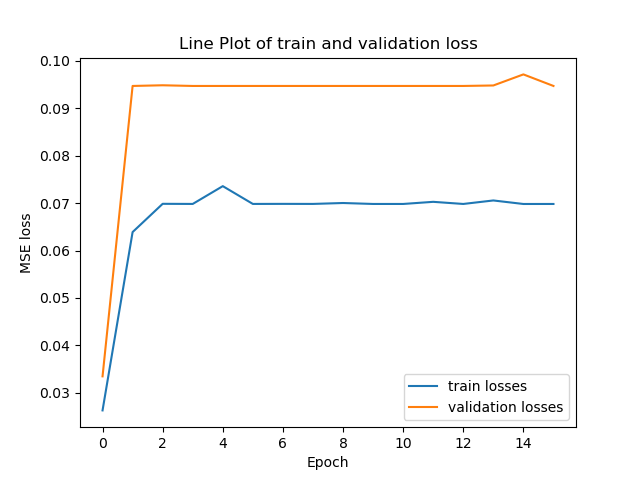 Line Plot of train and validation loss
0.10
0.09
0.08
0.07
0.06
0.05
0.04
0.03
MSE loss
train losses
validation losses
0 2 4 6 8 10 12 14
Epoch